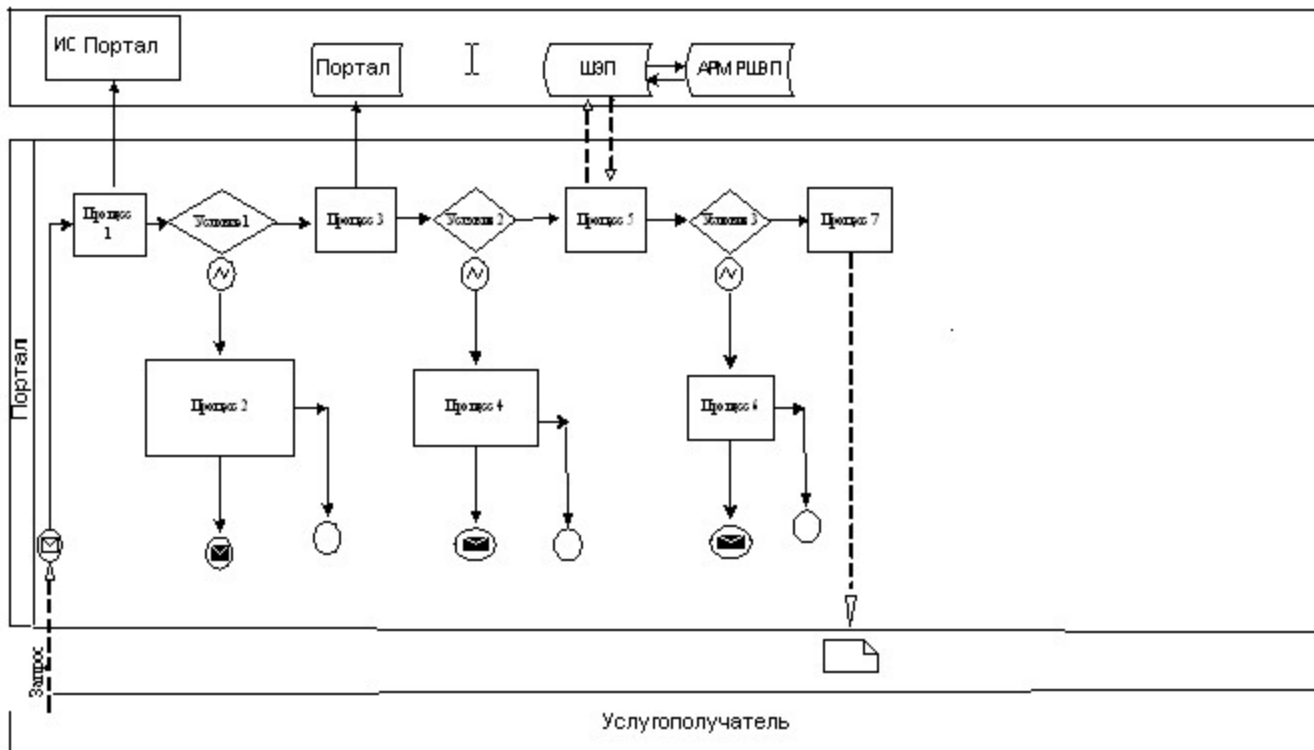 ИС Портал
Портал
ШЭП
АРМ РШЭП
Процесс
1
Условие 1
Процесс 3
Условие 2
Процесс 5
Условие 3
Процесс 7
Процесс 2
Процесс 4
Процесс 6
Портал
Запрос
Услугополучатель